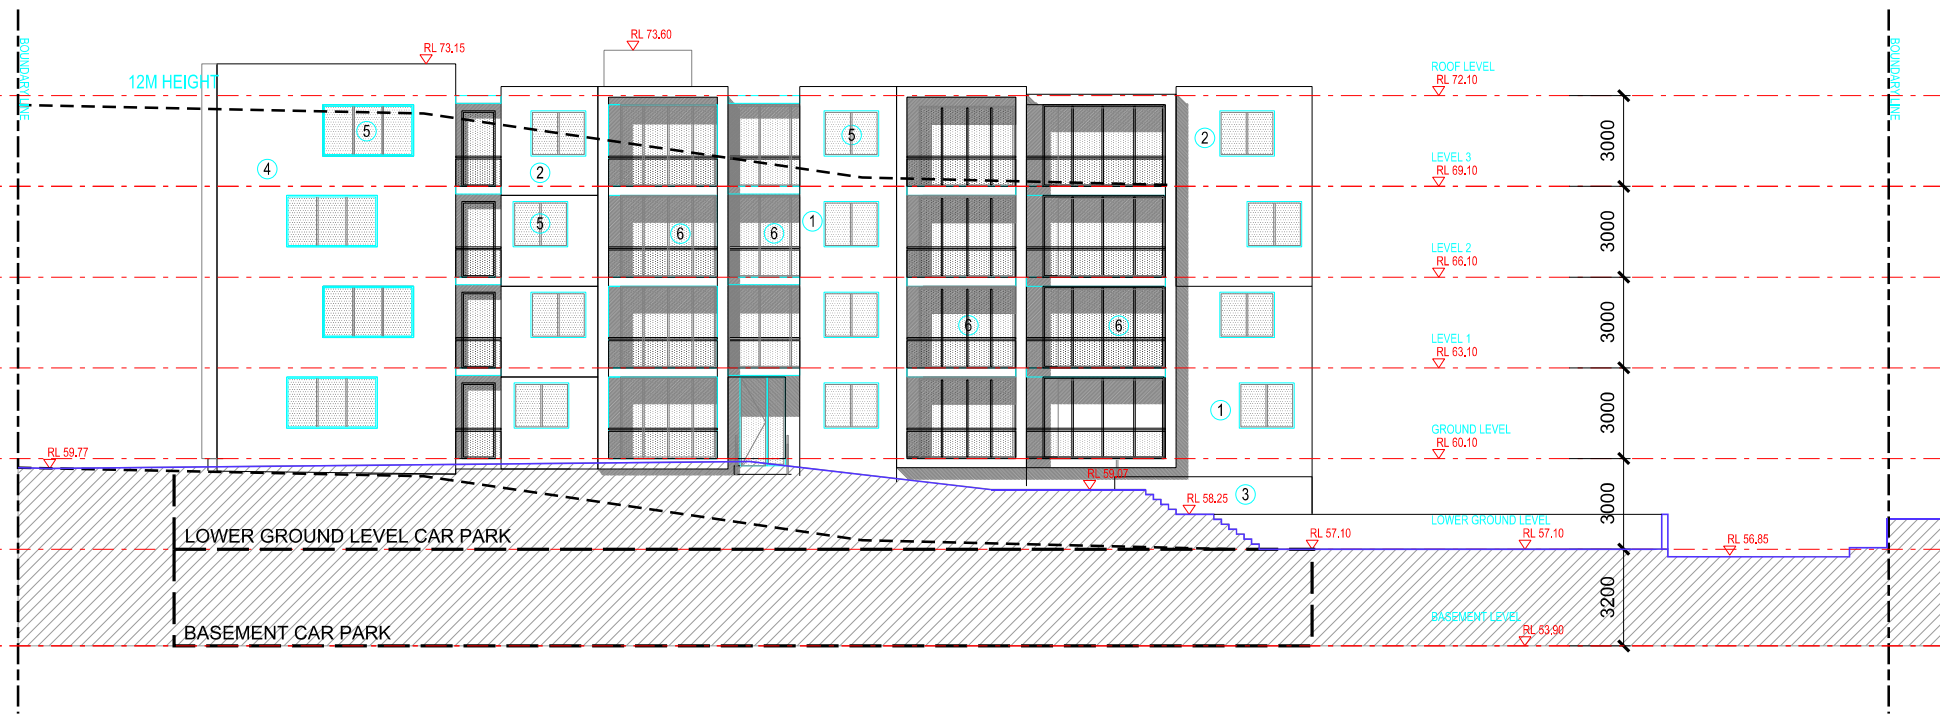 RL 73.60
RL 73.15
BOUNDARY LINE
BOUNDARY LINE
12M HEIGHT
ROOF LEVEL
RL 72.10
5
5
2
3000
4
2
LEVEL 3
RL 69.10
5
6
6
1
3000
LEVEL 2
RL 66.10
6
6
3000
LEVEL 1
RL 63.10
1
3000
GROUND LEVEL
RL 60.10
RL 59.77
RL 59.07
3
RL 58.25
3000
LOWER GROUND LEVEL
LOWER GROUND LEVEL CAR PARK
RL 57.10
RL 57.10
RL 56.85
3200
BASEMENT LEVEL
BASEMENT CAR PARK
RL 53.90